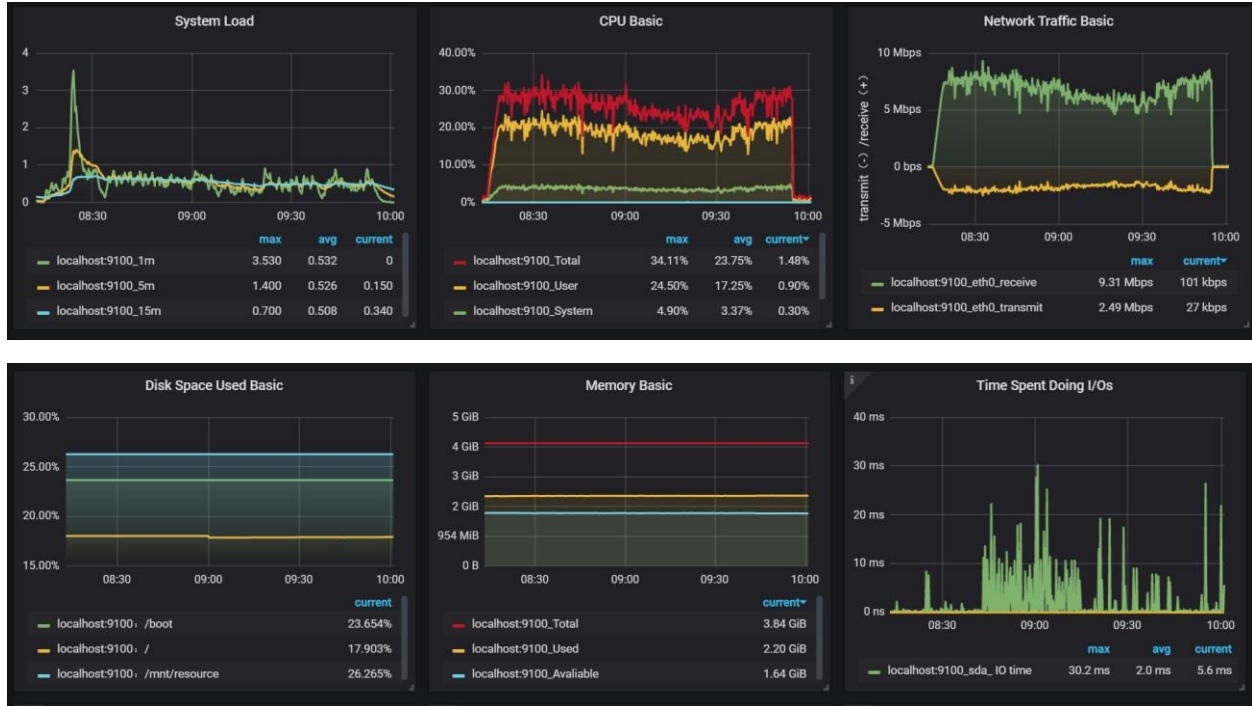 System Load
4
3
2
1
0
08:30 09:00 09:30 10:00
max avg current
localhost:9100_1m 3.530 0.532 0
localhost:9100_5m 1.400 0.526 0.150
localhost:9100_15m 0.700 0.508 0.340
CPU Basic
40.00%
30.00%
20.00%
10.00%
0%
08:30 09:00 09:30 10:00
max avg current
localhost:9100_Total 34.11% 23.75% 1.48%
localhost:9100_User 24.50% 17.25% 0.90%
localhost:9100_System 4.90% 3.37% 0.30%
Network Traffic Basic
transmit（-）/receive（+）
10 Mbps
5 Mbps
0 bps
-5 Mbps
08:30 09:00 09:30 10:00
max current
localhost:9100_eth0_receive 9.31 Mbps 101 kbps
localhost:9100_eth0_transmit 2.49 Mbps 27 kbps
Disk Space Used Basic
30.00%
25.00%
20.00%
15.00%
08:30 09:00 09:30 10:00
current
localhost:9100：/boot 23.654%
localhost:9100：/ 17.903%
localhost:9100：/mnt/resource 26.265%
Memory Basic
5 GiB
4 GiB
3 GiB
2 GiB
954 MiB
0 B
08:30 09:00 09:30 10:00
current
localhost:9100_Total 3.84 GiB
localhost:9100_Used 2.20 GiB
localhost:9100_Avaliable 1.64 GiB
i
Time Spent Doing I/Os
40 ms
30 ms
20 ms
10 ms
0 ns
08:30 09:00 09:30 10:00
max avg current
localhost:9100_sda_ IO time 30.2 ms 2.0 ms 5.6 ms